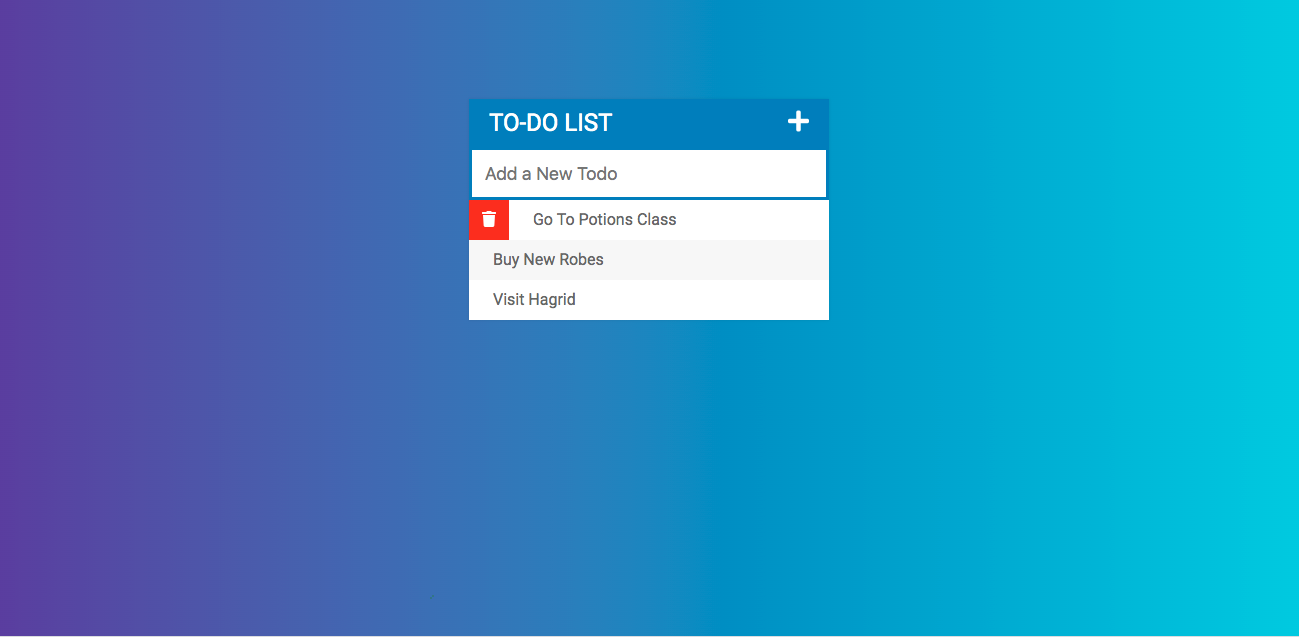 TO-DO LIST
Add a New Todo
Go To Potions Class
Buy New Robes
Visit Hagrid